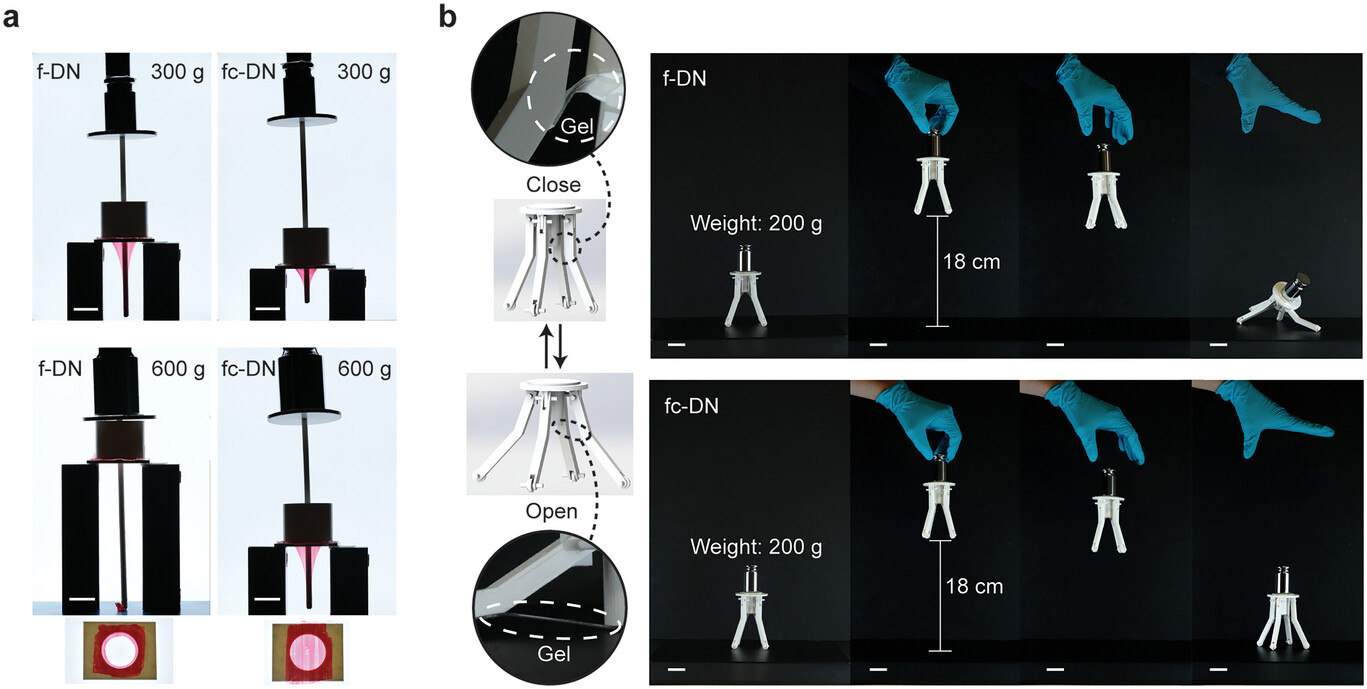 a
f-DN 300 g
fc-DN 300 g
f-DN 600 g
fc-DN 600 g
b
Gel
Close
Open
Gel
f-DN
Weight: 200 g
18 cm
fc-DN
Weight: 200 g
18 cm